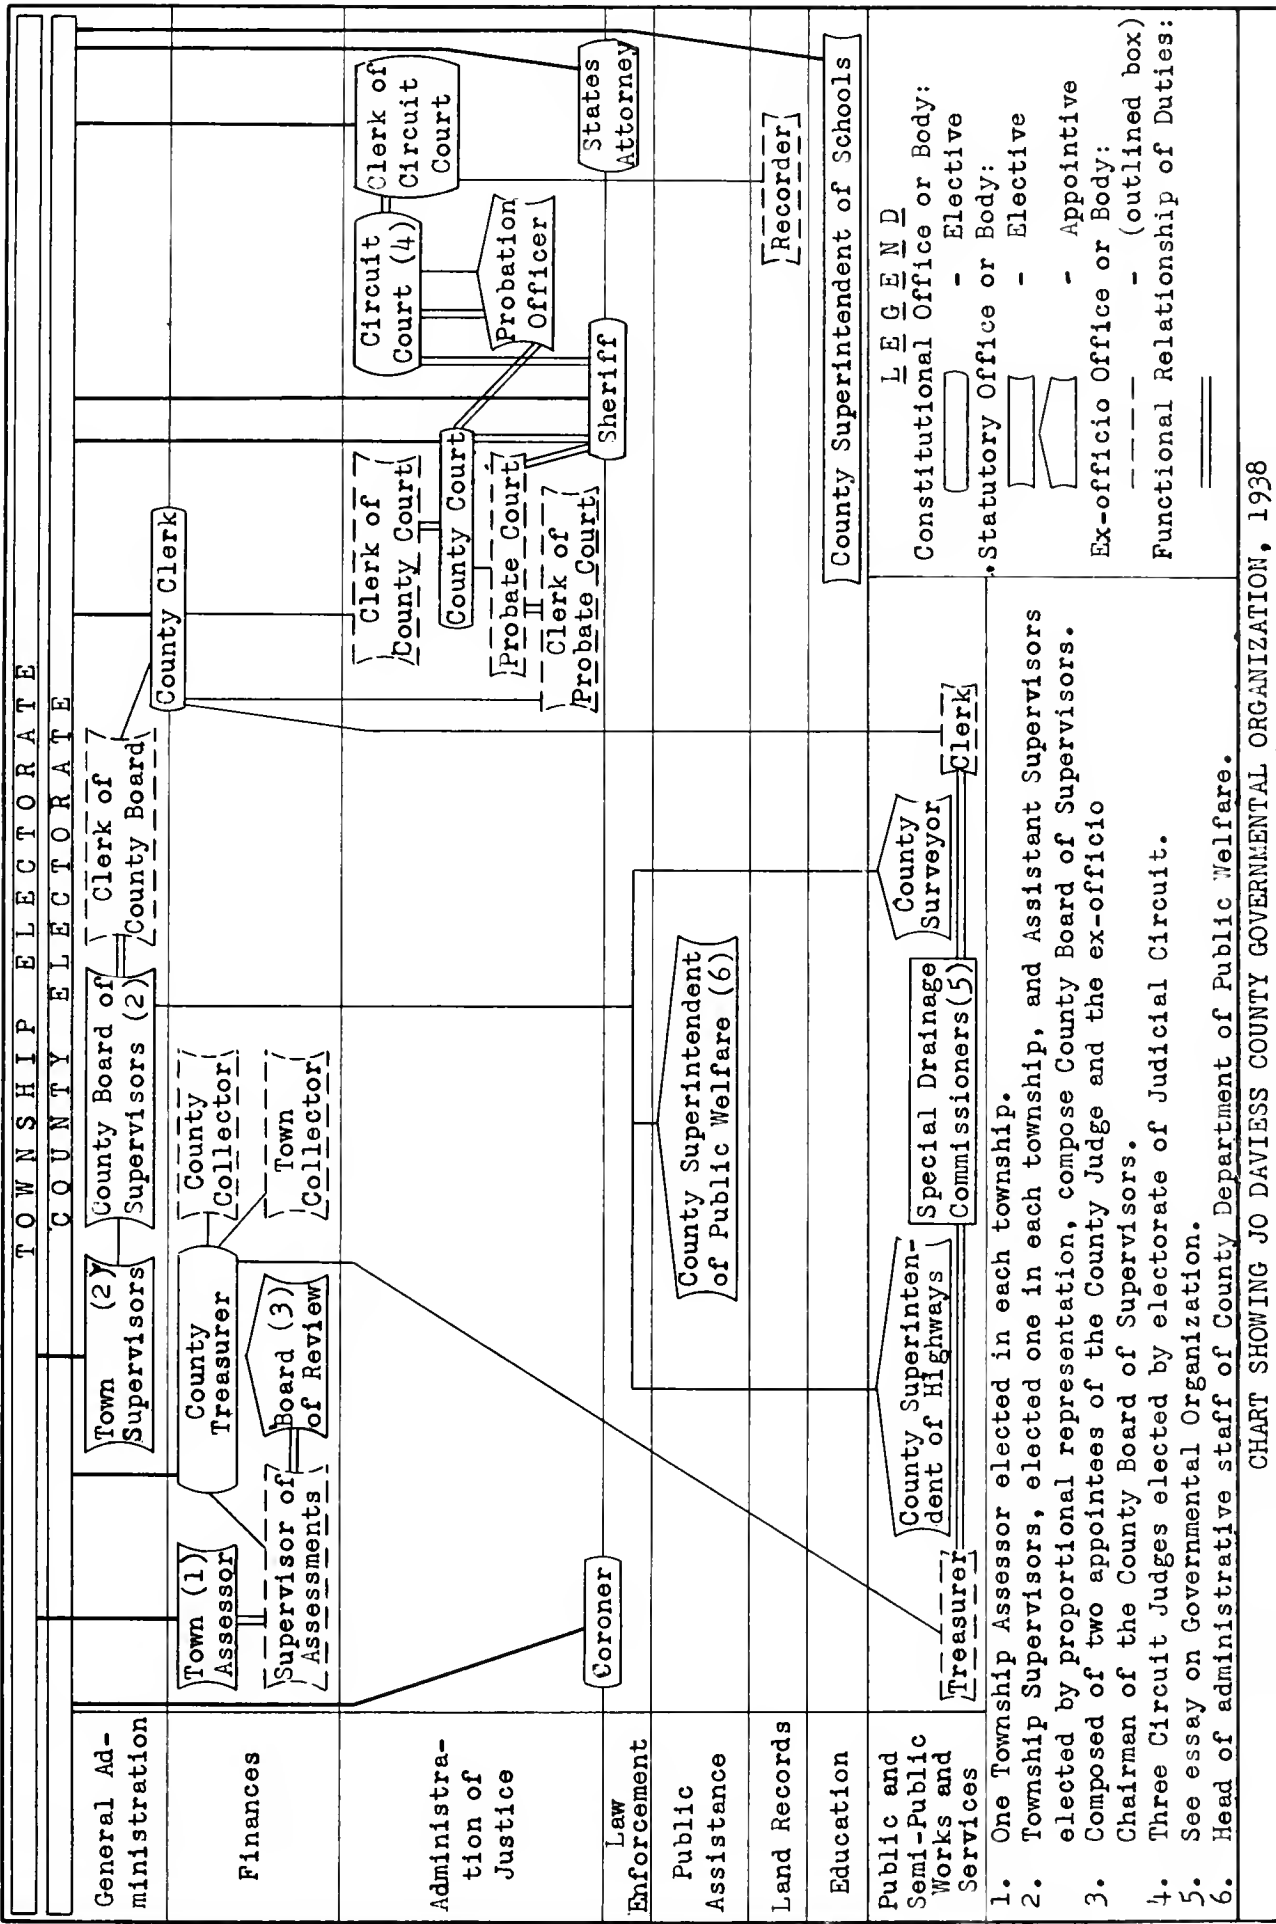 T O W N S H I P  E L E C T O R A T E
C O U N T Y  E L E C T O R A T E
General Ad-
ministration
Town (2)
Supervisors
County Board of
Supervisors (2)
Clerk of
County Board
County Clerk
Finances
Town (1)
Assessor
Supervisor of
Assessments
County
Treasurer
Board (3)
of Review
County
Collector
Town
Collector
Administra-
tion of
Justice
Clerk of
County Court
County Court
Probate Court
Clerk of
Probate Court
Circuit
Court (4)
Probation
Officer
Clerk of
Circuit
Court
Law
Enforcement
Coroner
Sheriff
States
Attorney
Public
Assistance
County Superintendent
of Public Welfare (6)
Land Records
Recorder
Education
County Superintendent of Schools
Public and
Semi-Public
Works and
Services
Treasurer
County Superinten-
dent of Highways
Special Drainage
Commissioners(5)
County
Surveyor
Clerk
L E G E N D
Constitutional Office or Body:
- Elective
Statutory Office or Body:
- Elective
- Appointive
Ex-officio Office or Body:
- (outlined box)
Functional Relationship of Duties:
1. One Township Assessor elected in each township.
2. Township Supervisors, elected one in each township, and Assistant Supervisors
elected by proportional representation, compose County Board of Supervisors.
3. Composed of two appointees of the County Judge and the ex-officio
Chairman of the County Board of Supervisors.
4. Three Circuit Judges elected by electorate of Judicial Circuit.
5. See essay on Governmental Organization.
6. Head of administrative staff of County Department of Public Welfare.
CHART SHOWING JO DAVIESS COUNTY GOVERNMENTAL ORGANIZATION, 1938